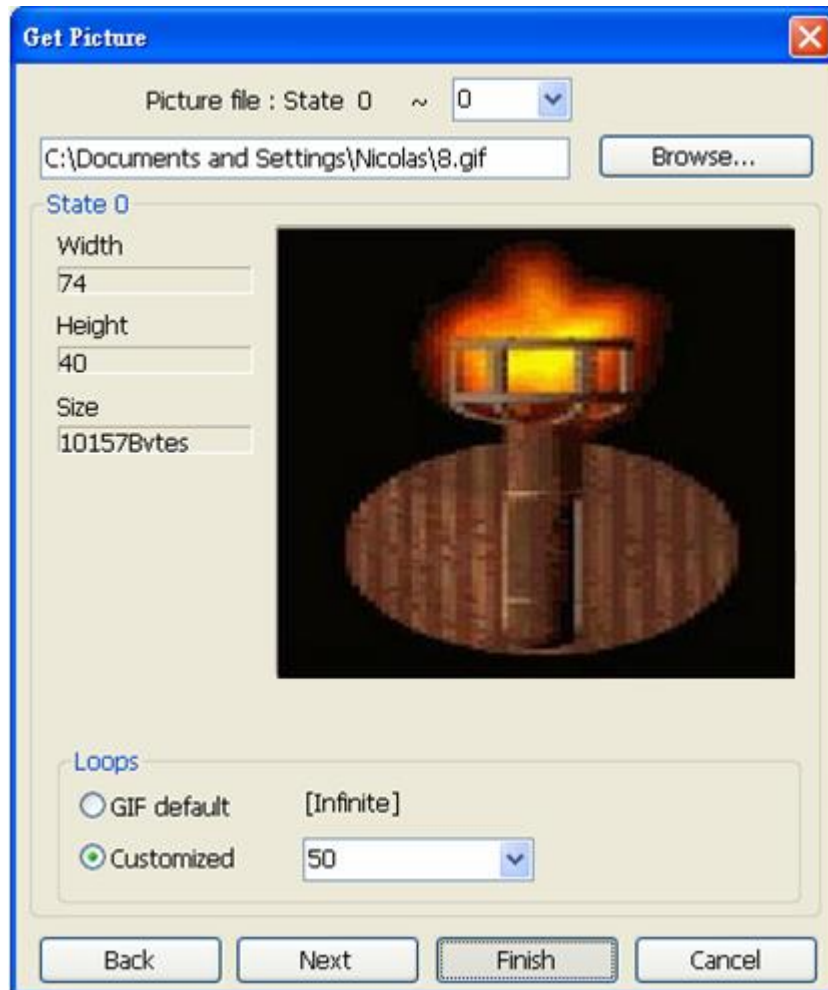 Get Picture
Picture file : State 0 ~ 0
C:\Documents and Settings\Nicolas\8.gif Browse...
State 0
Width
74
Height
40
Size
10157Bytes
Loops
GIF default [Infinite]
Customized 50
Back Next Finish Cancel